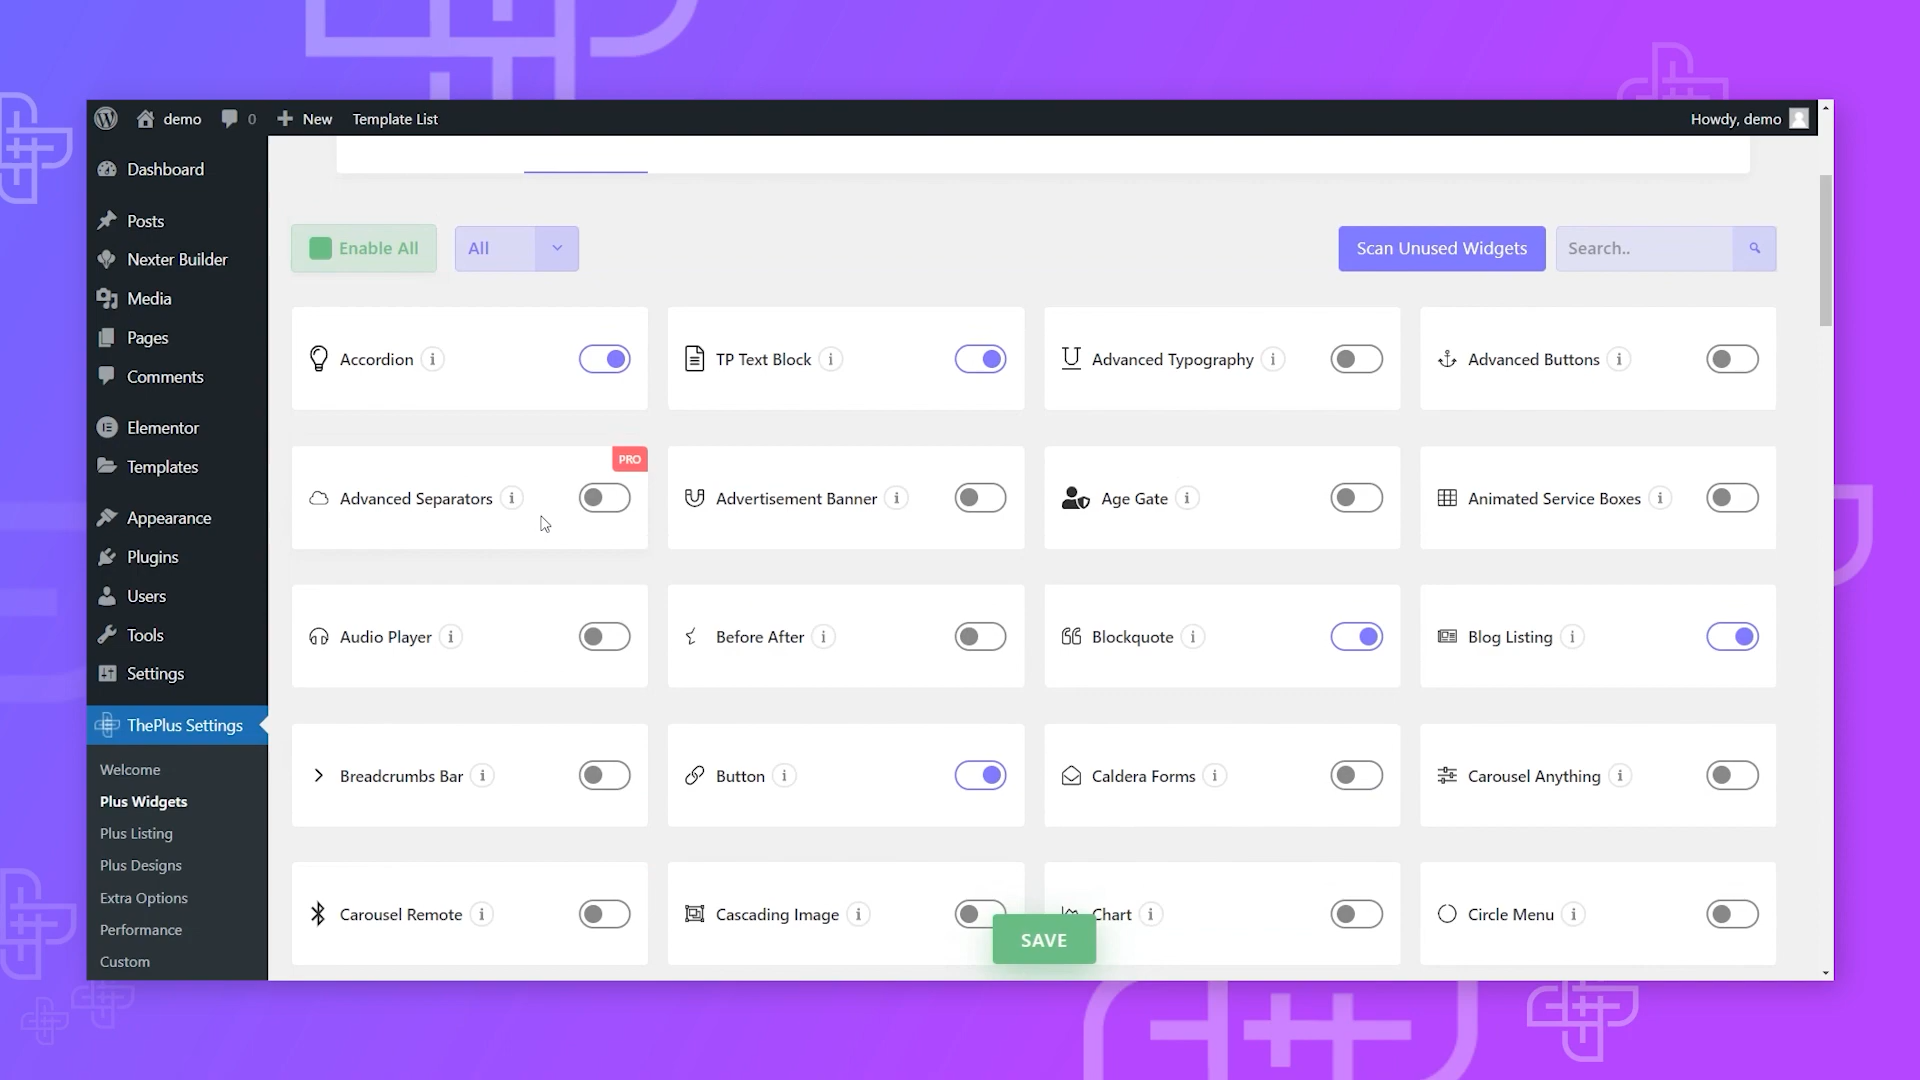 demo 0 New Template List Howdy, demo
Dashboard
Posts
Nexter Builder
Media
Pages
Comments
Elementor
Templates
Appearance
Plugins
Users
Tools
Settings
ThePlus Settings
Welcome
Plus Widgets
Plus Listing
Plus Designs
Extra Options
Performance
Custom
Enable All All Scan Unused Widgets Search..
Accordion i TP Text Block i Advanced Typography i Advanced Buttons i
PRO
Advanced Separators i Advertisement Banner i Age Gate i Animated Service Boxes i
Audio Player i Before After i Blockquote i Blog Listing i
Breadcrumbs Bar i Button i Caldera Forms i Carousel Anything i
Carousel Remote i Cascading Image i Chart i Circle Menu i
SAVE